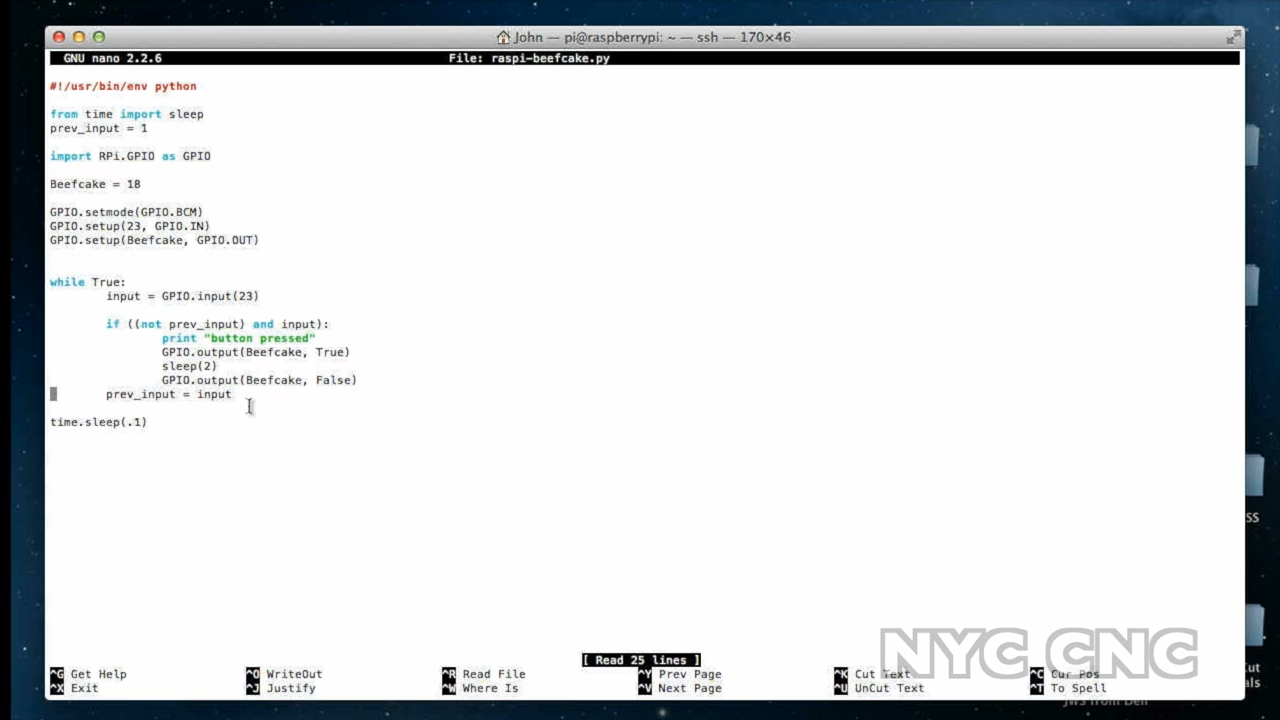 John — pi@raspberrypi: ~ — ssh — 170×46
GNU nano 2.2.6 File: raspi-beefcake.py
#!/usr/bin/env python
from time import sleep
prev_input = 1
import RPi.GPIO as GPIO
Beefcake = 18
GPIO.setmode(GPIO.BCM)
GPIO.setup(23, GPIO.IN)
GPIO.setup(Beefcake, GPIO.OUT)
while True:
input = GPIO.input(23)
if ((not prev_input) and input):
print "button pressed"
GPIO.output(Beefcake, True)
sleep(2)
GPIO.output(Beefcake, False)
prev_input = input
time.sleep(.1)
SS
NYC CNC
[ Read 25 lines ]
^G Get Help ^O WriteOut ^R Read File ^Y Prev Page ^K Cut Text ^C Cur Pos
^X Exit ^J Justify ^W Where Is ^V Next Page ^U UnCut Text ^T To Spell
JWS from Dell